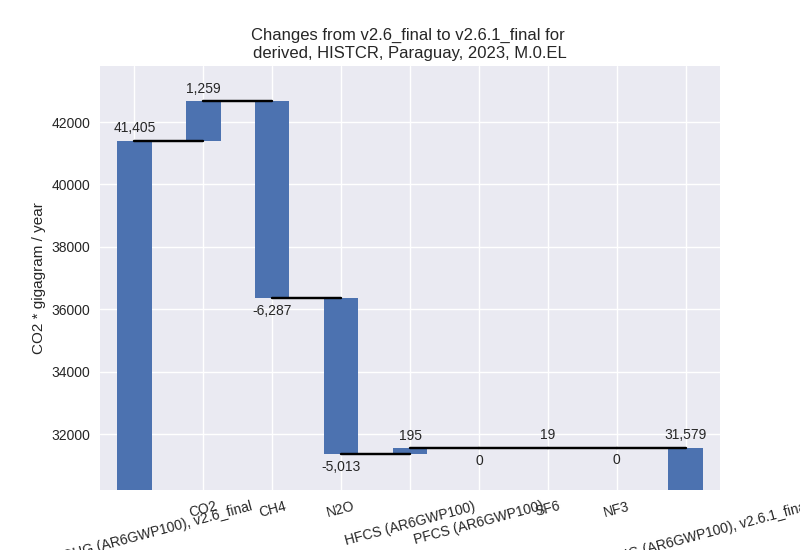 Changes from v2.6_final to v2.6.1_final for
derived, HISTCR, Paraguay, 2023, M.0.EL
CO2 * gigagram / year
42000
40000
38000
36000
34000
32000
41,405
1,259
-6,287
-5,013
195
0
19
0
31,579
(AR6GWP100), v2.6_final
CO2
CH4
N2O
HFCS (AR6GWP100)
PFCS (AR6GWP100)
SF6
NF3
(AR6GWP100), v2.6.1